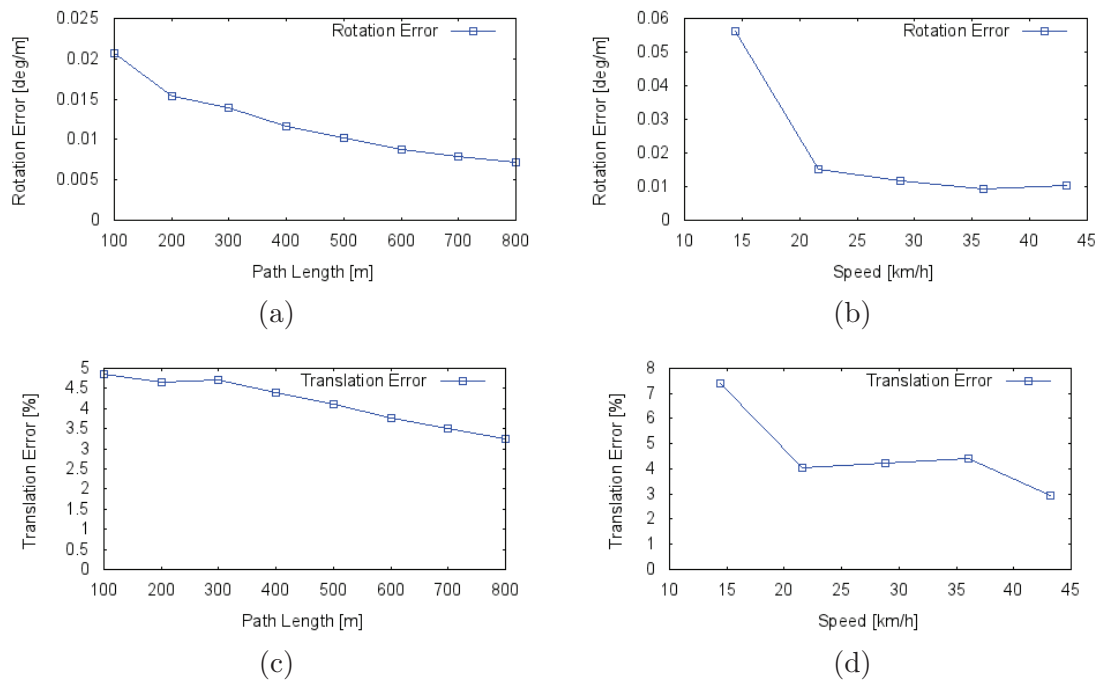 Rotation Error [deg/m]
0.025
0.02
0.015
0.01
0.005
0
Rotation Error
100 200 300 400 500 600 700 800
Path Length [m]
(a)
Rotation Error [deg/m]
0.06
0.05
0.04
0.03
0.02
0.01
0
Rotation Error
10 15 20 25 30 35 40 45
Speed [km/h]
(b)
Translation Error [%]
5
4.5
4
3.5
3
2.5
2
1.5
1
0.5
0
Translation Error
100 200 300 400 500 600 700 800
Path Length [m]
(c)
Translation Error [%]
8
7
6
5
4
3
2
1
0
Translation Error
10 15 20 25 30 35 40 45
Speed [km/h]
(d)